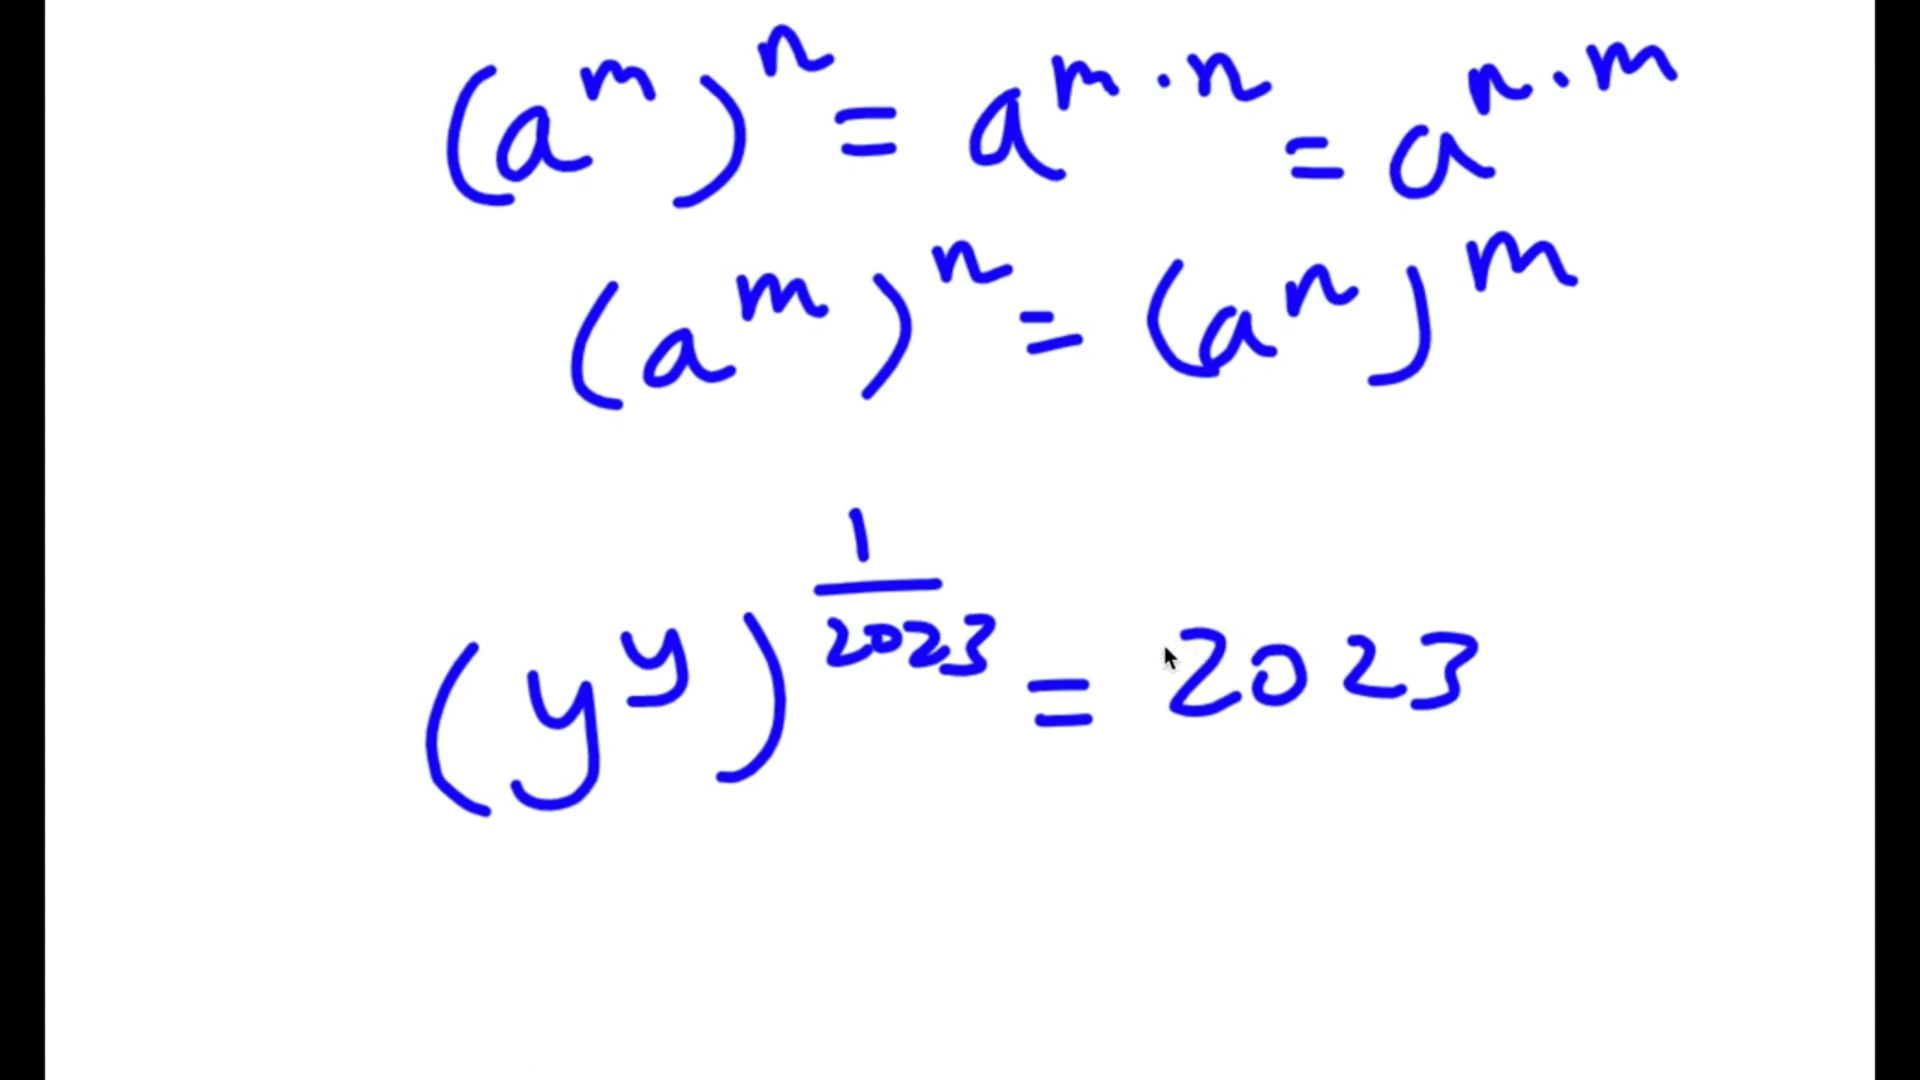 (a^m)^n = a^{m·n} = a^{n·m}
(a^m)^n = (a^n)^m
(y^y)^{1/2023} = 2023